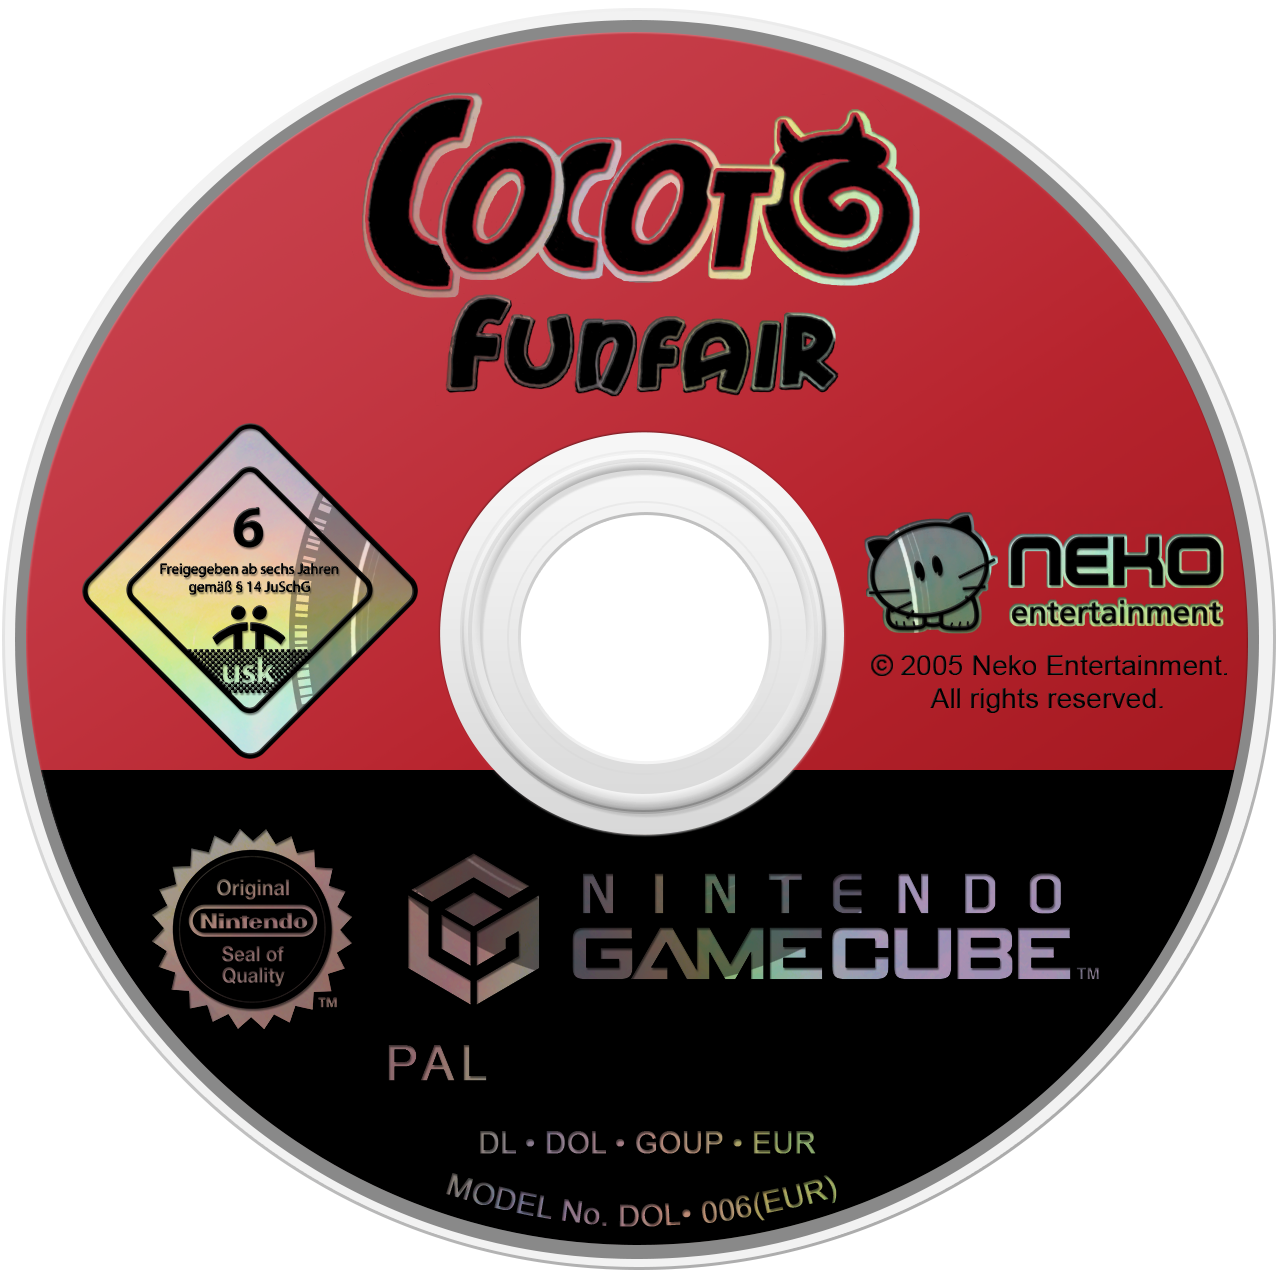 COCOTO
FUNFAIR
6
Freigegeben ab sechs Jahren
gemäß § 14 JuSchG
usk
NEKO
entertainment
© 2005 Neko Entertainment.
All rights reserved.
Original
Nintendo
Seal of
Quality
TM
NINTENDO
GAMECUBE TM
PAL
DL • DOL • GOUP • EUR
MODEL No. DOL• 006(EUR)